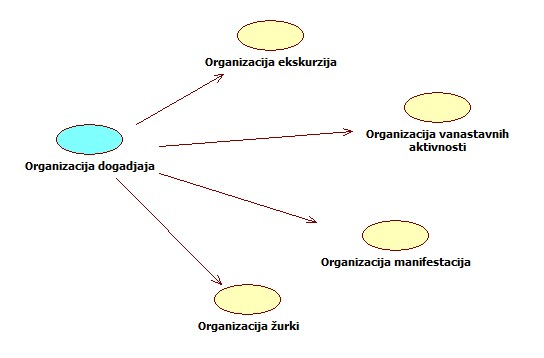 Organizacija ekskurzija
Organizacija vanastavnih
aktivnosti
Organizacija dogadjaja
Organizacija manifestacija
Organizacija žurki